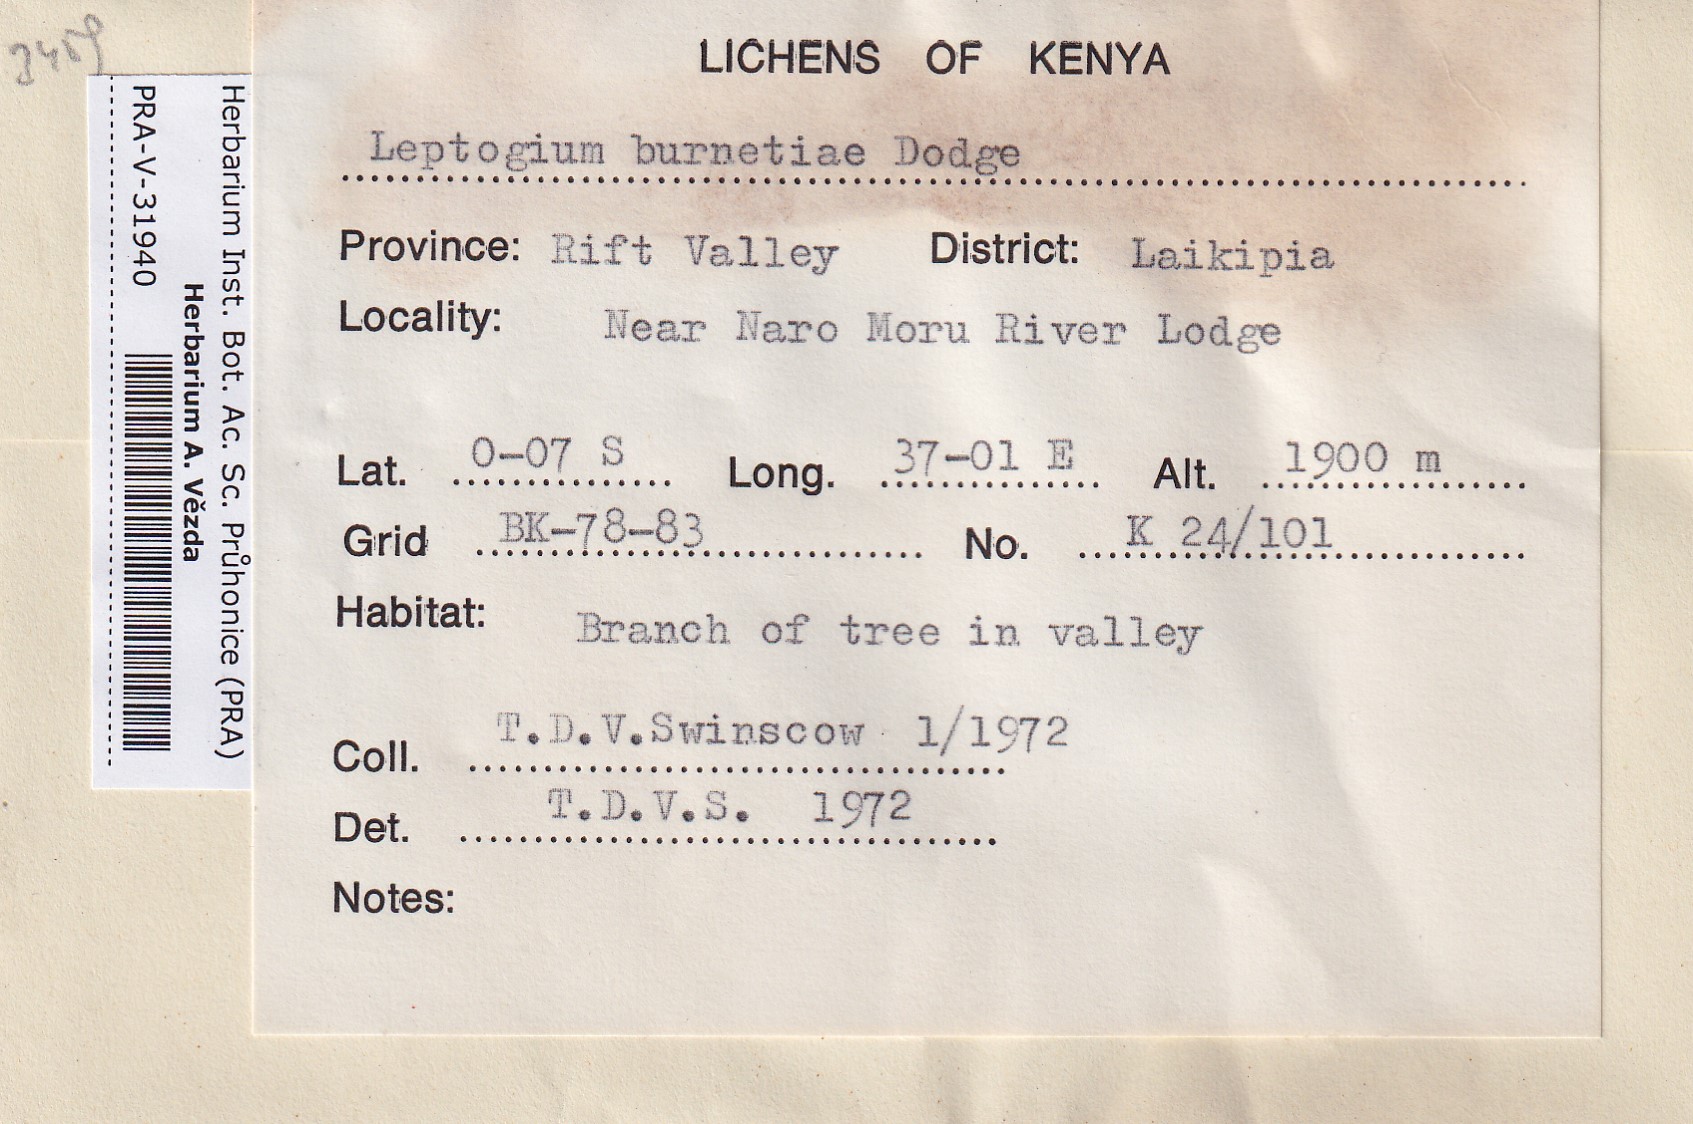 LICHENS OF KENYA
Leptogium burnetiae Dodge
Province: Rift Valley District: Laikipia
Locality: Near Naro Moru River Lodge
Lat. 0-07 S Long. 37-01 E Alt. 1900 m
Grid BK-78-83 No. K 24/101
Habitat: Branch of tree in valley
Coll. T.D.V.Swinscow 1/1972
Det. T.D.V.S. 1972
Notes:
Herbarium Inst. Bot. Ac. Sc. Průhonice (PRA)
Herbarium A. Vězda
PRA-V-31940